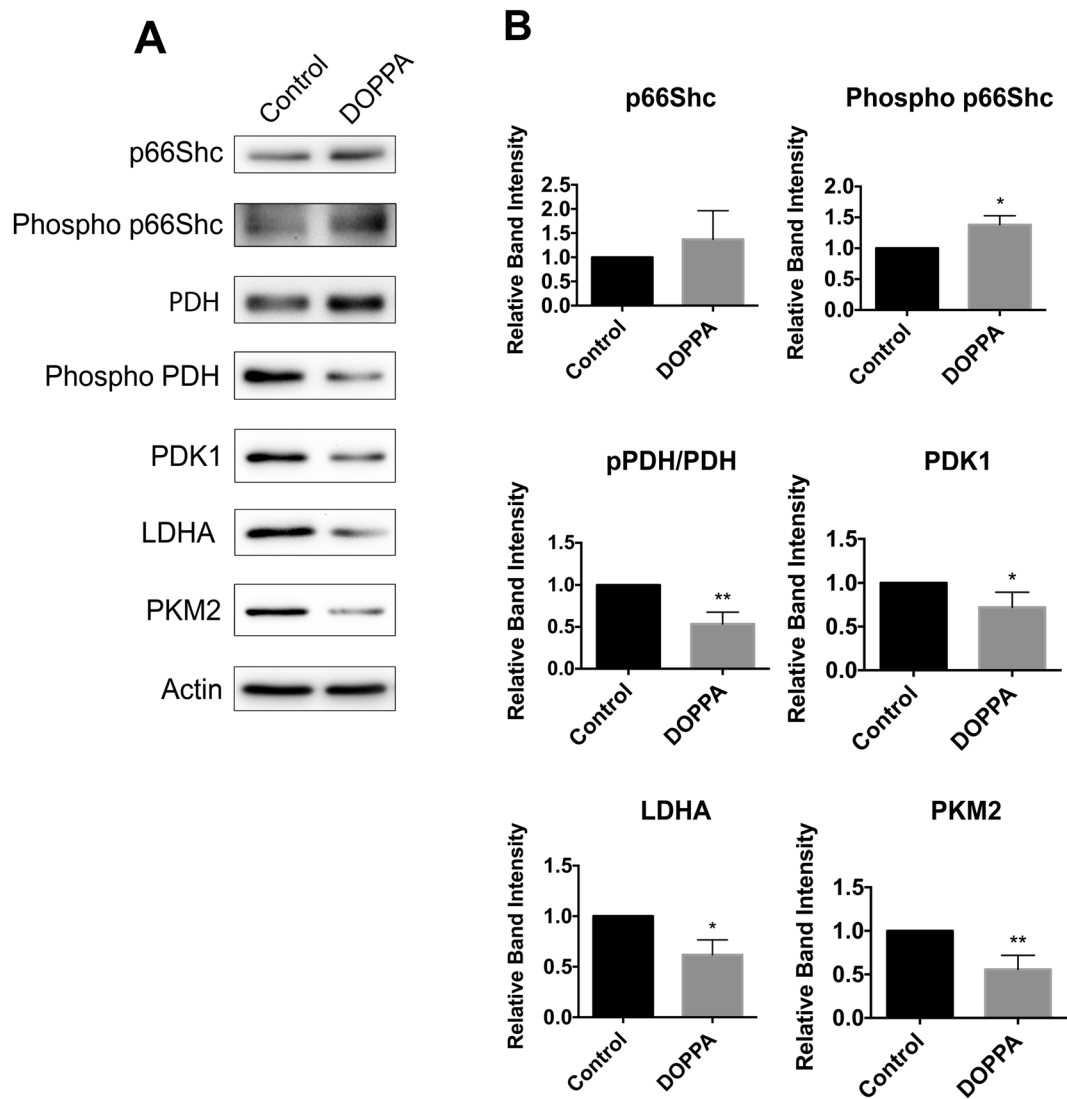 A
Control DOPPA
p66Shc
Phospho p66Shc
PDH
Phospho PDH
PDK1
LDHA
PKM2
Actin
B
p66Shc
Relative Band Intensity
2.5
2.0
1.5
1.0
0.5
0.0
Control DOPPA
Phospho p66Shc
Relative Band Intensity
2.0
1.5
1.0
0.5
0.0
*
Control DOPPA
pPDH/PDH
Relative Band Intensity
1.5
1.0
0.5
0.0
**
Control DOPPA
PDK1
Relative Band Intensity
1.5
1.0
0.5
0.0
*
Control DOPPA
LDHA
Relative Band Intensity
1.5
1.0
0.5
0.0
*
Control DOPPA
PKM2
Relative Band Intensity
1.5
1.0
0.5
0.0
**
Control DOPPA